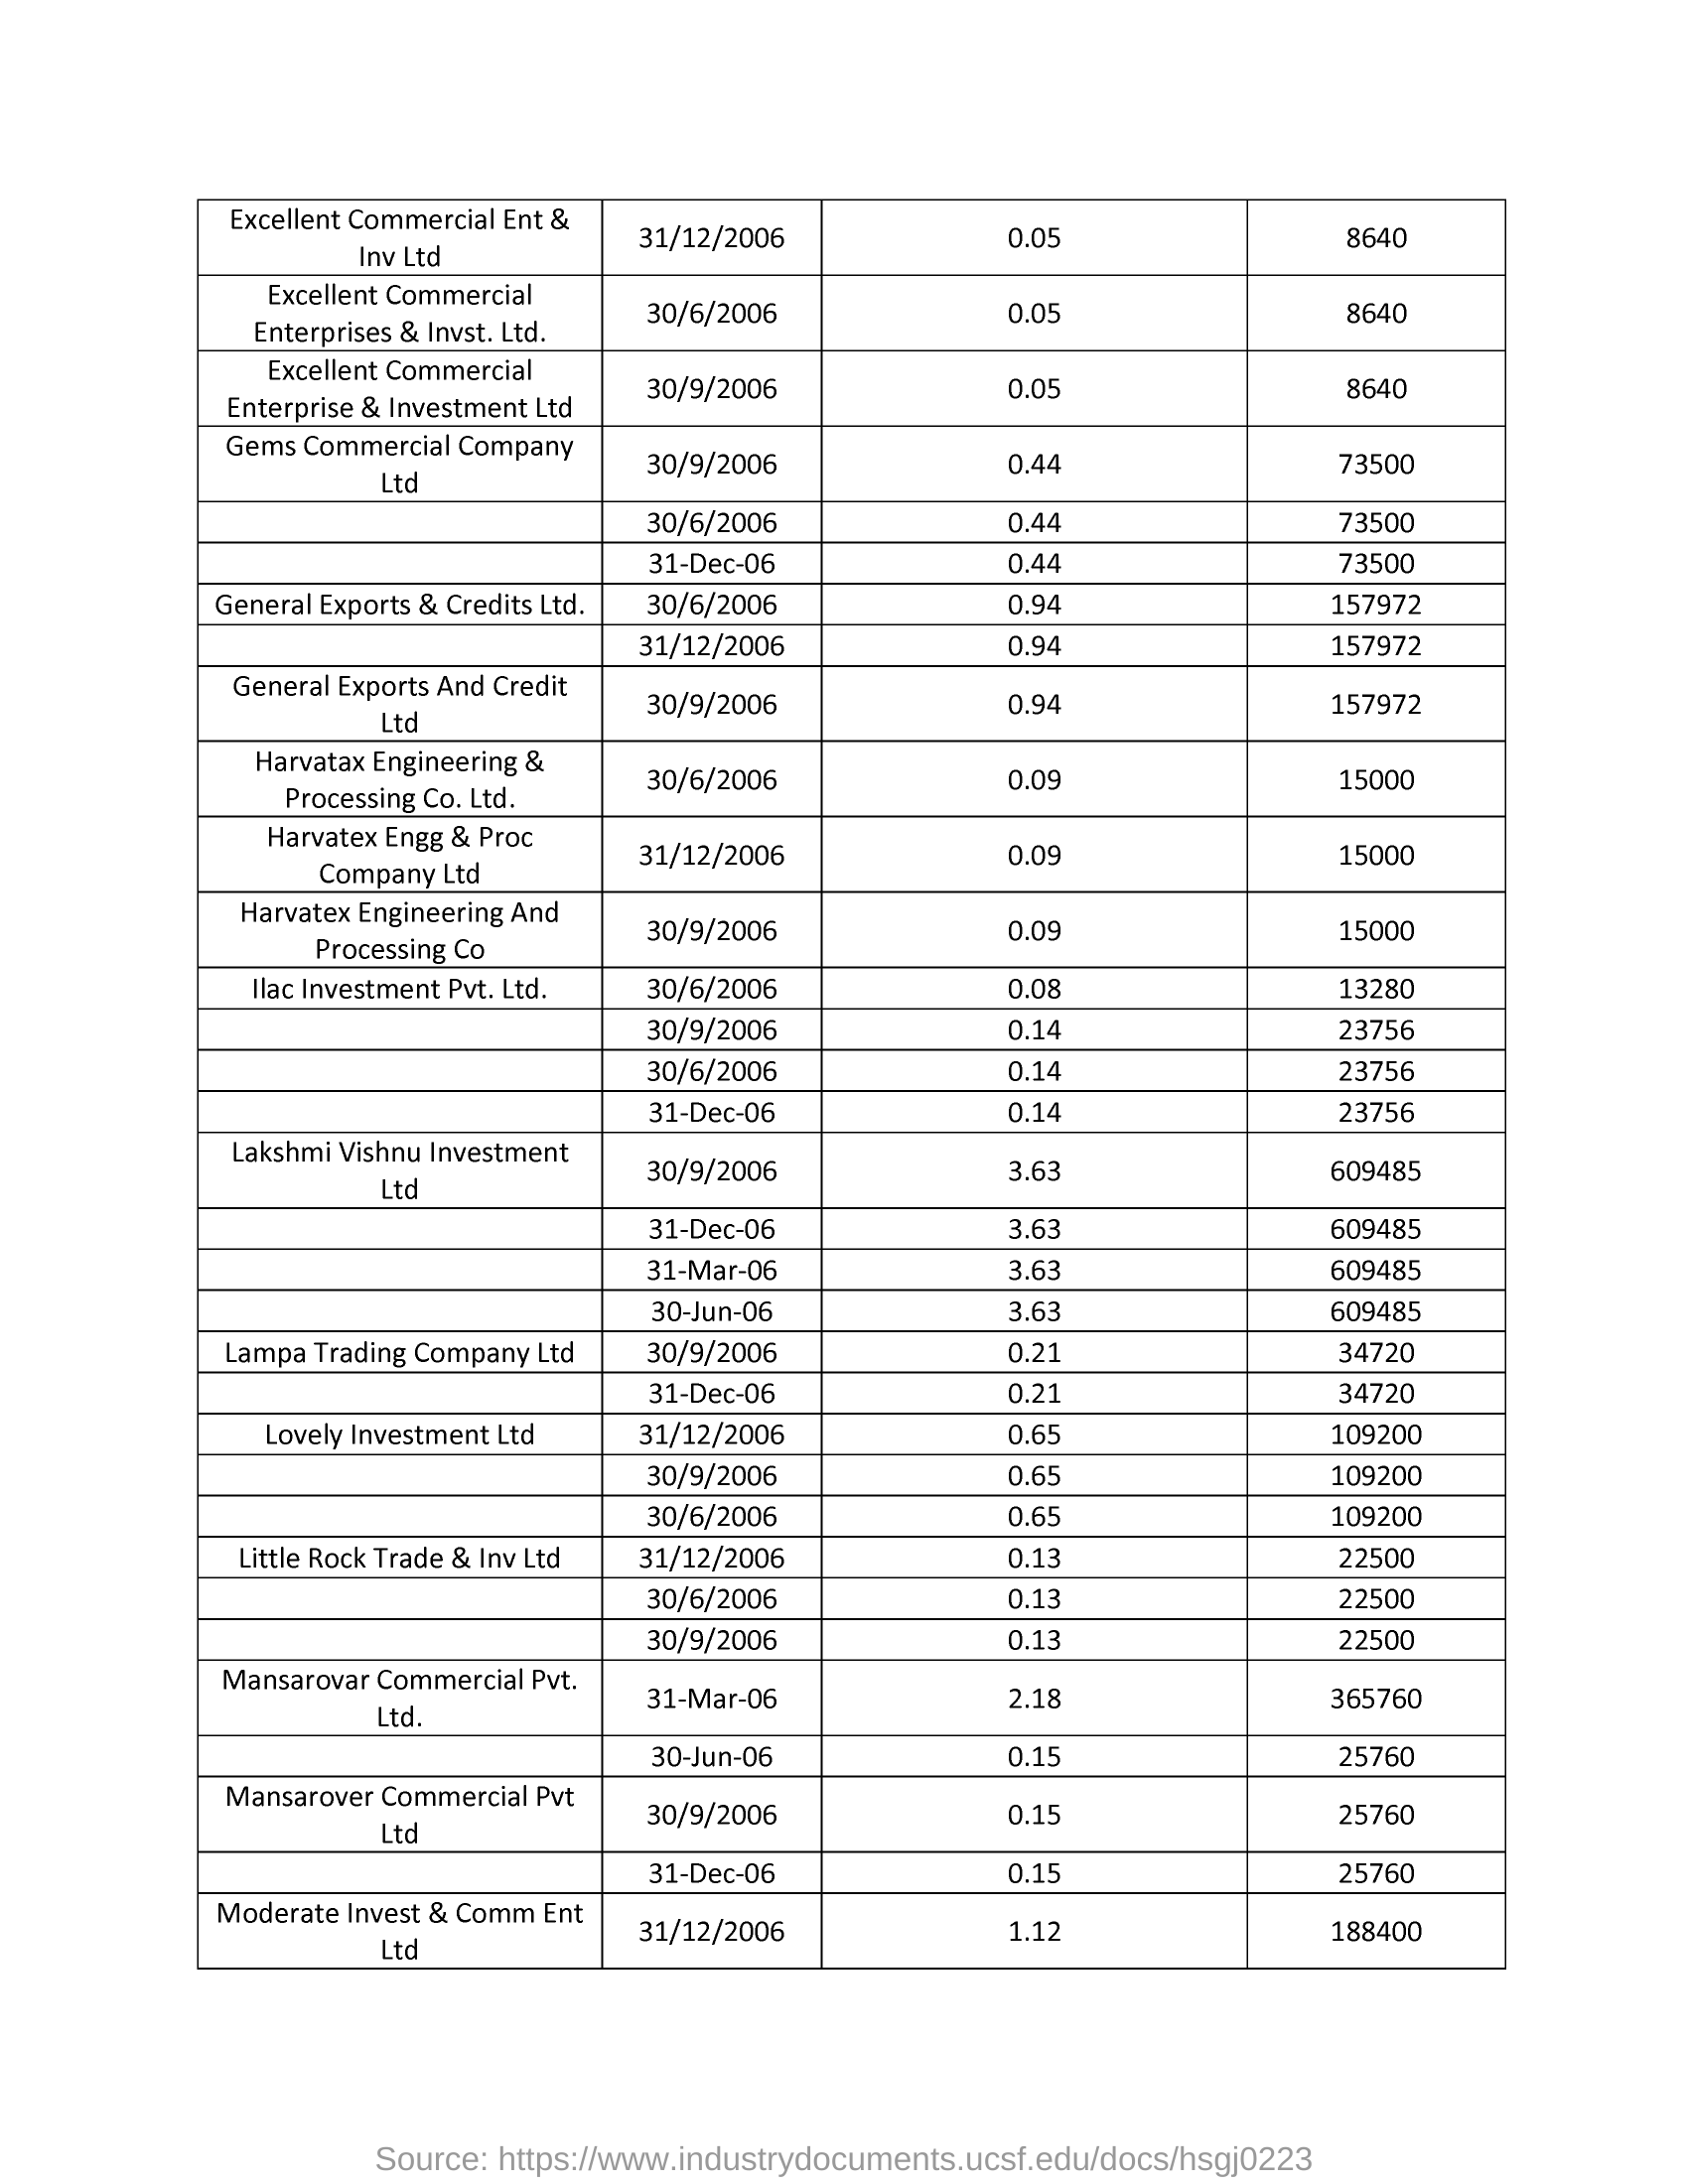 Excellent Commercial Ent &
Inv Ltd 31/12/2006 0.05 8640
Excellent Commercial
Enterprises & Invst. Ltd. 30/6/2006 0.05 8640
Excellent Commercial
Enterprise & Investment Ltd 30/9/2006 0.05 8640
Gems Commercial Company
Ltd 30/9/2006 0.44 73500
30/6/2006 0.44 73500
31-Dec-06 0.44 73500
General Exports & Credits Ltd. 30/6/2006 0.94 157972
31/12/2006 0.94 157972
General Exports And Credit
Ltd 30/9/2006 0.94 157972
Harvatax Engineering &
Processing Co. Ltd. 30/6/2006 0.09 15000
Harvatex Engg & Proc
Company Ltd 31/12/2006 0.09 15000
Harvatex Engineering And
Processing Co 30/9/2006 0.09 15000
Ilac Investment Pvt. Ltd. 30/6/2006 0.08 13280
30/9/2006 0.14 23756
30/6/2006 0.14 23756
31-Dec-06 0.14 23756
Lakshmi Vishnu Investment
Ltd 30/9/2006 3.63 609485
31-Dec-06 3.63 609485
31-Mar-06 3.63 609485
30-Jun-06 3.63 609485
Lampa Trading Company Ltd 30/9/2006 0.21 34720
31-Dec-06 0.21 34720
Lovely Investment Ltd 31/12/2006 0.65 109200
30/9/2006 0.65 109200
30/6/2006 0.65 109200
Little Rock Trade & Inv Ltd 31/12/2006 0.13 22500
30/6/2006 0.13 22500
30/9/2006 0.13 22500
Mansarovar Commercial Pvt.
Ltd. 31-Mar-06 2.18 365760
30-Jun-06 0.15 25760
Mansarover Commercial Pvt
Ltd 30/9/2006 0.15 25760
31-Dec-06 0.15 25760
Moderate Invest & Comm Ent
Ltd 31/12/2006 1.12 188400
Source: https://www.industrydocuments.ucsf.edu/docs/hsgj0223